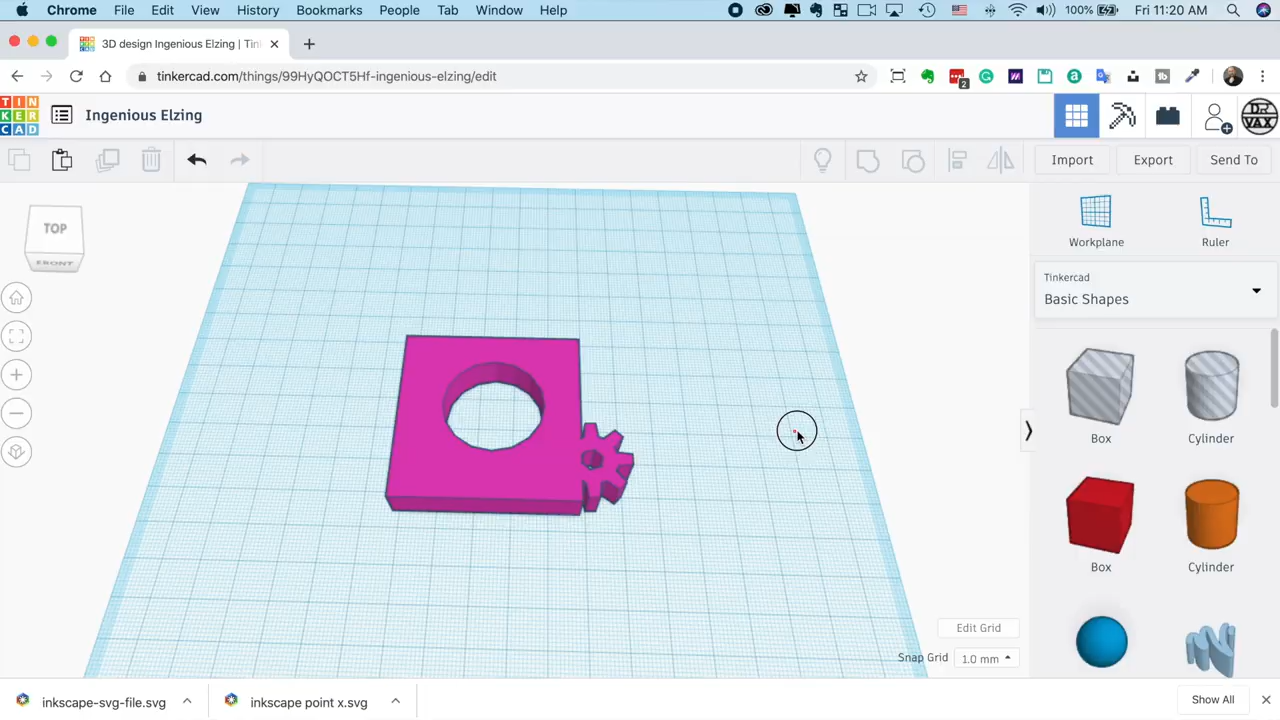 Chrome File Edit View History Bookmarks People Tab Window Help 100% Fri 11:20 AM
3D design Ingenious Elzing | Tin
tinkercad.com/things/99HyQOCT5Hf-ingenious-elzing/edit
2
TIN
KER
CAD
Ingenious Elzing
DR
VAX
Import Export Send To
TOP
FRONT
Workplane Ruler
Tinkercad
Basic Shapes
Box Cylinder
Box Cylinder
Edit Grid
Snap Grid 1.0 mm
inkscape-svg-file.svg inkscape point x.svg Show All